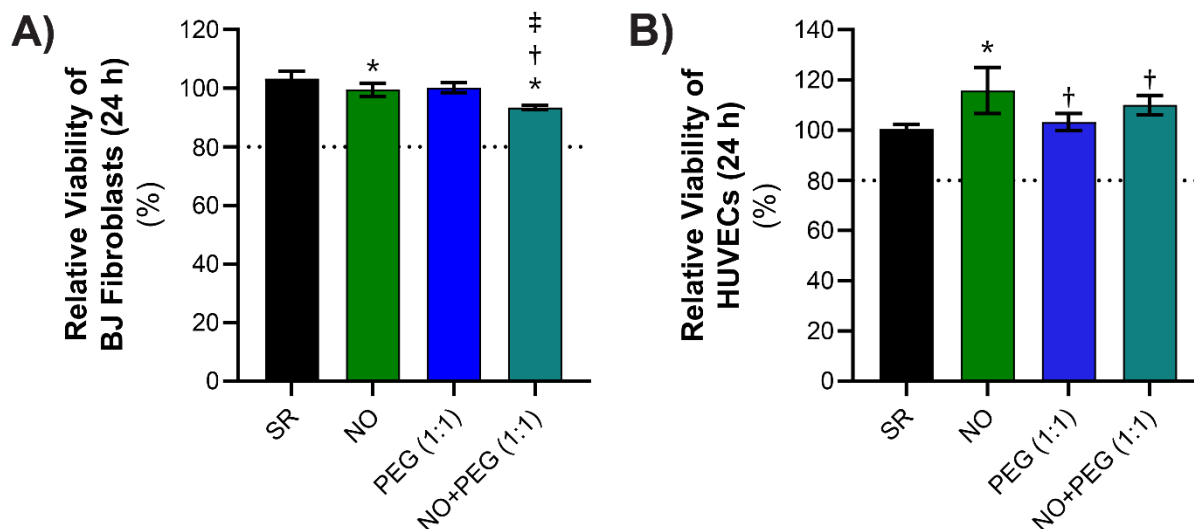 A)
Relative Viability of
BJ Fibroblasts (24 h)
(%)
120
100
80
60
40
20
0
*
‡
†
*
SR
NO
PEG (1:1)
NO+PEG (1:1)
B)
Relative Viability of
HUVECs (24 h)
(%)
140
120
100
80
60
40
20
0
*
†
†
SR
NO
PEG (1:1)
NO+PEG (1:1)